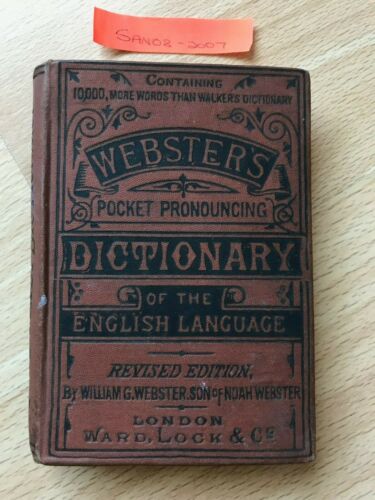 SAN02-2007
CONTAINING
10,000, MORE WORDS THAN WALKER'S DICTIONARY
WEBSTER'S
POCKET PRONOUNCING
DICTIONARY
OF THE
ENGLISH LANGUAGE
REVISED EDITION,
BY WILLIAM G. WEBSTER. SON OF NOAH WEBSTER
LONDON
WARD, LOCK & Co.